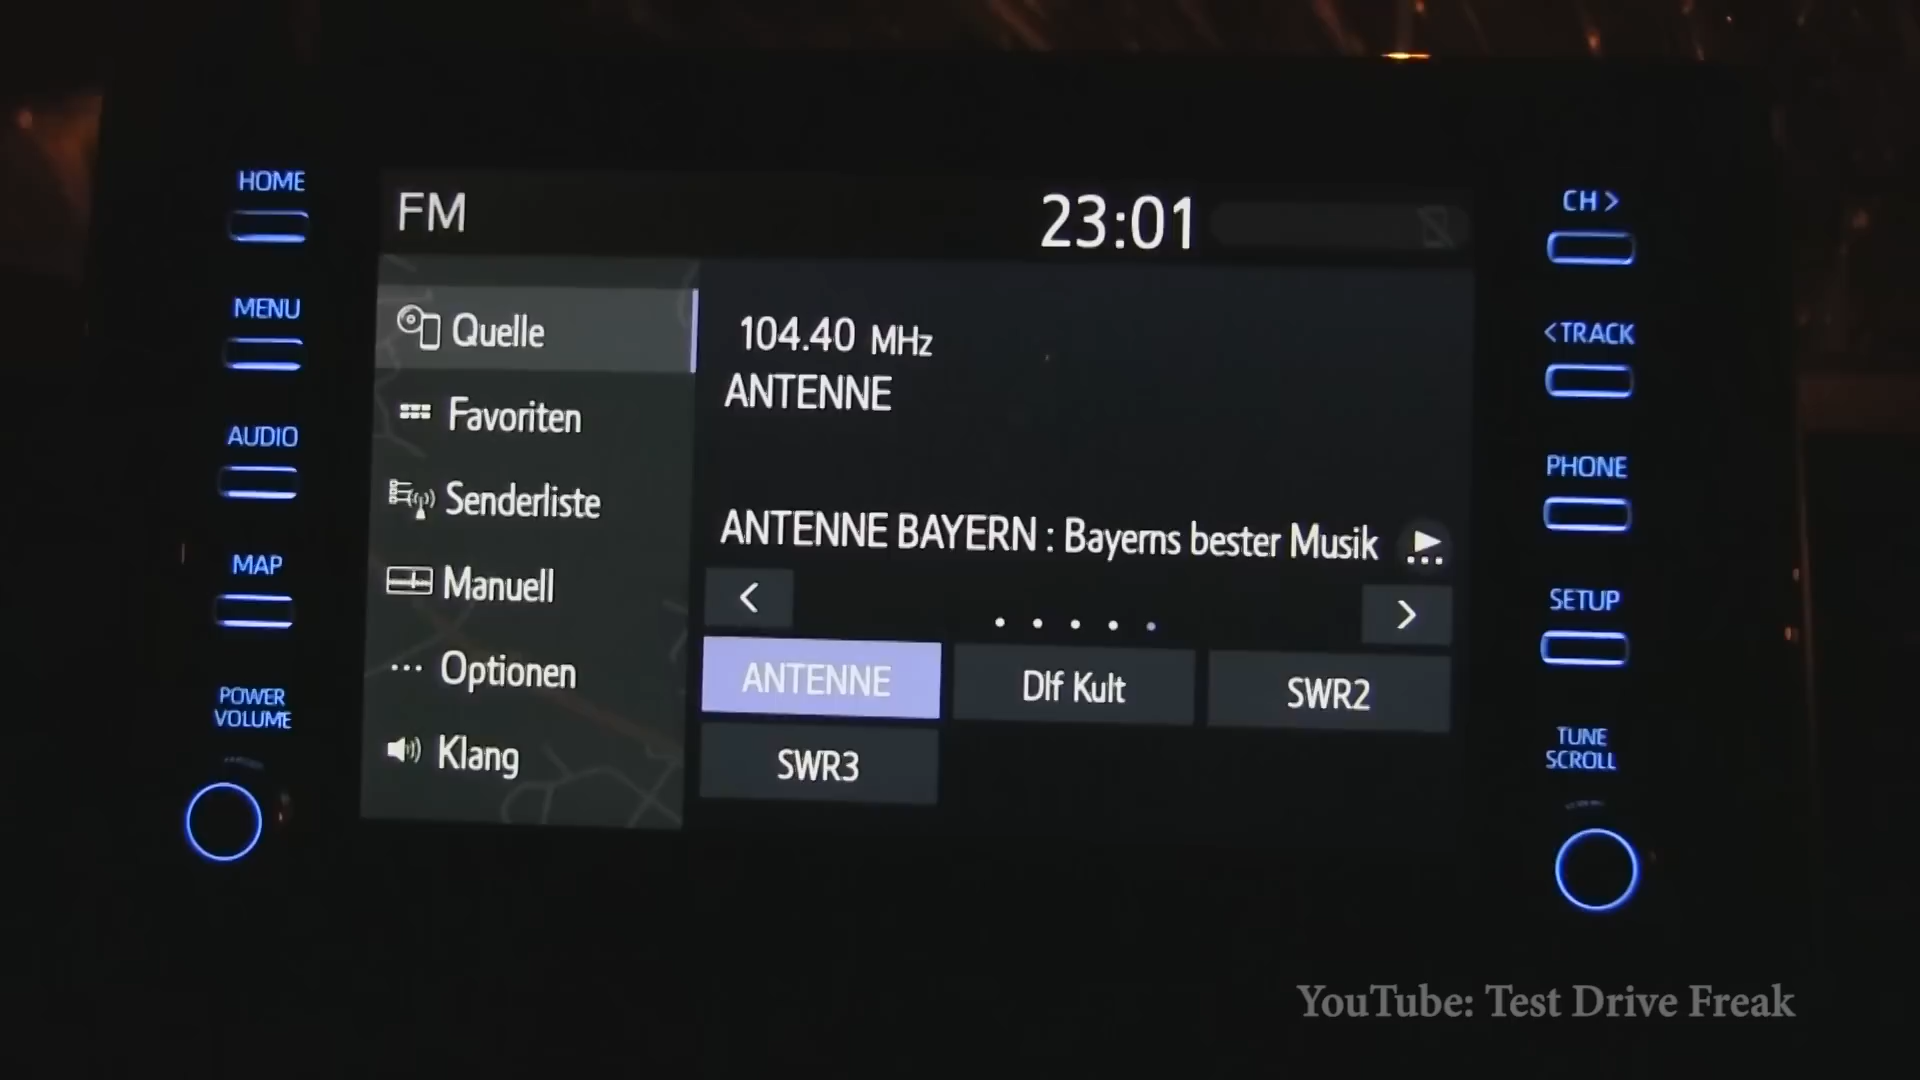 HOME
MENU
AUDIO
MAP
POWER
VOLUME
FM
23:01
Quelle
Favoriten
Senderliste
Manuell
Optionen
Klang
104.40 MHz
ANTENNE
ANTENNE BAYERN : Bayerns bester Musik
ANTENNE
Dlf Kult
SWR2
SWR3
CH >
<TRACK
PHONE
SETUP
TUNE
SCROLL
YouTube: Test Drive Freak